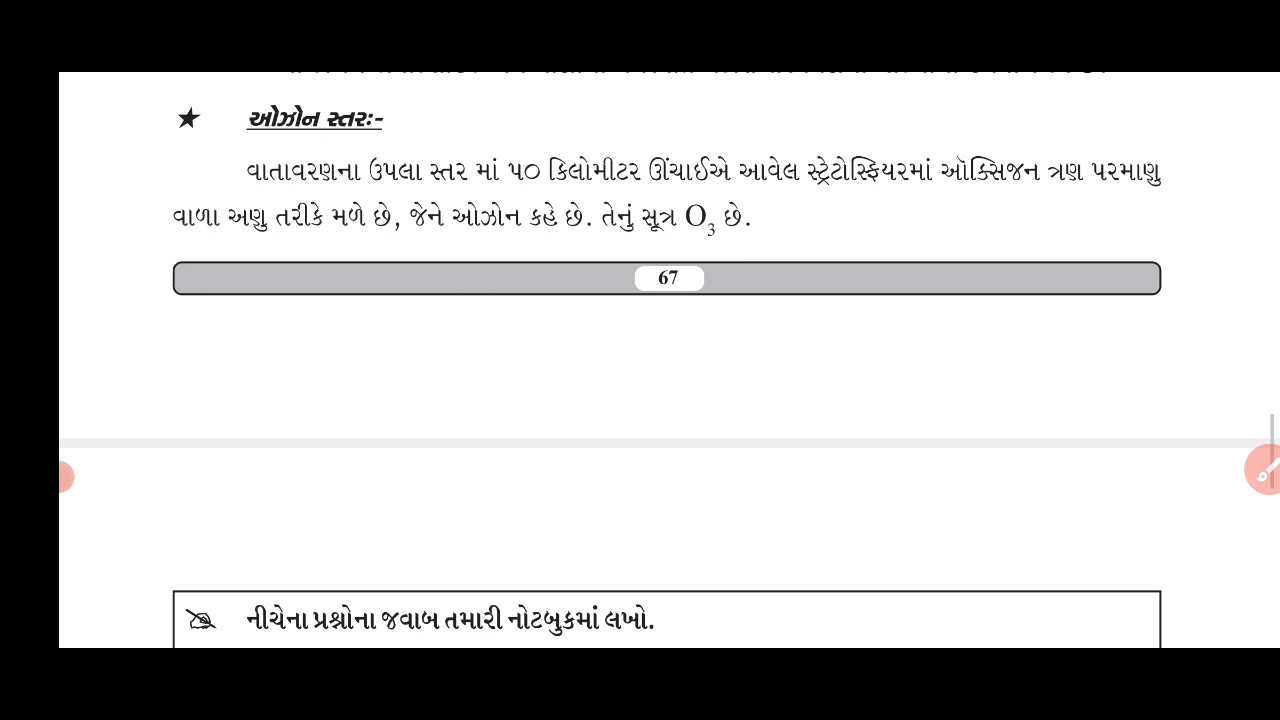 ★ ઓઝોન સ્તરઃ-
વાતાવરણના ઉપલા સ્તર માં ૫૦ કિલોમીટર ઊંચાઈએ આવેલ સ્ટ્રેટોસ્ફિયરમાં ઑક્સિજન ત્રણ પરમાણુ
વાળા અણુ તરીકે મળે છે, જેને ઓઝોન કહે છે. તેનું સૂત્ર O₃ છે.
67
નીચેના પ્રશ્નોના જવાબ તમારી નોટબુકમાં લખો.